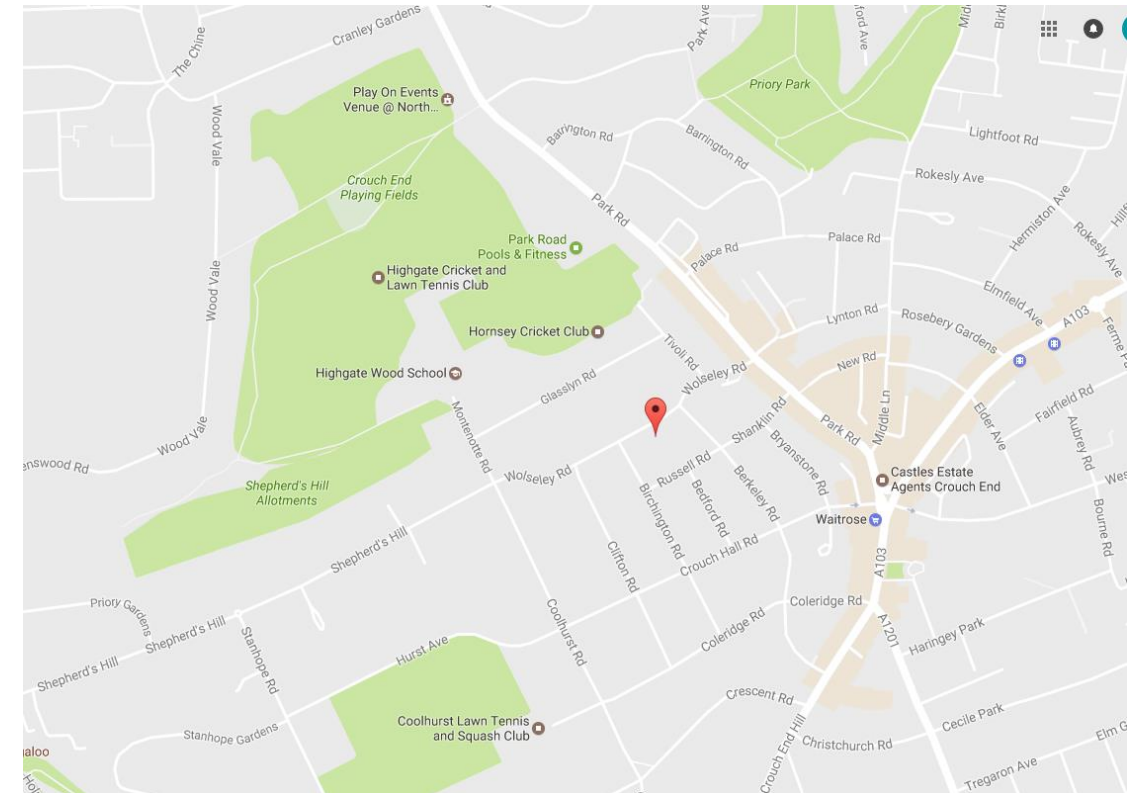 Cranley Gardens
The Chine
Park Ave
Play On Events
Venue @ North...
Priory Park
Wood Vale
Barrington Rd
Barrington Rd
Lightfoot Rd
Crouch End
Playing Fields
Rokesly Ave
Park Rd
Hermiston Ave
Rokesly Ave
Park Road
Pools & Fitness
Palace Rd
Palace Rd
Highgate Cricket and
Lawn Tennis Club
Wood Vale
Elmfield Ave
Lynton Rd
Rosebery Gardens
A103
Hornsey Cricket Club
Tivoli Rd
New Rd
Highgate Wood School
Glasslyn Rd
Wolseley Rd
Middle Ln
Elder Ave
Fairfield Rd
Montenotte Rd
Shanklin Rd
Park Rd
Bryanstone Rd
Aubrey Rd
Wood Vale
enswood Rd
Wolseley Rd
Russell Rd
Castles Estate
Agents Crouch End
Shepherd's Hill
Allotments
Birchington Rd
Bedford Rd
Berkeley Rd
Waitrose
Bourne Rd
Shepherd's Hill
Clifton Rd
Crouch Hall Rd
A103
Priory Gardens
Coolhurst Rd
Coleridge Rd
Coleridge Rd
Shepherd's Hill
Stanhope Rd
Hurst Ave
A1201
Haringey Park
Shepherd's Hill
Crescent Rd
Coolhurst Lawn Tennis
and Squash Club
Stanhope Gardens
Crouch End Hill
Christchurch Rd
Cecile Park
Tregaron Ave